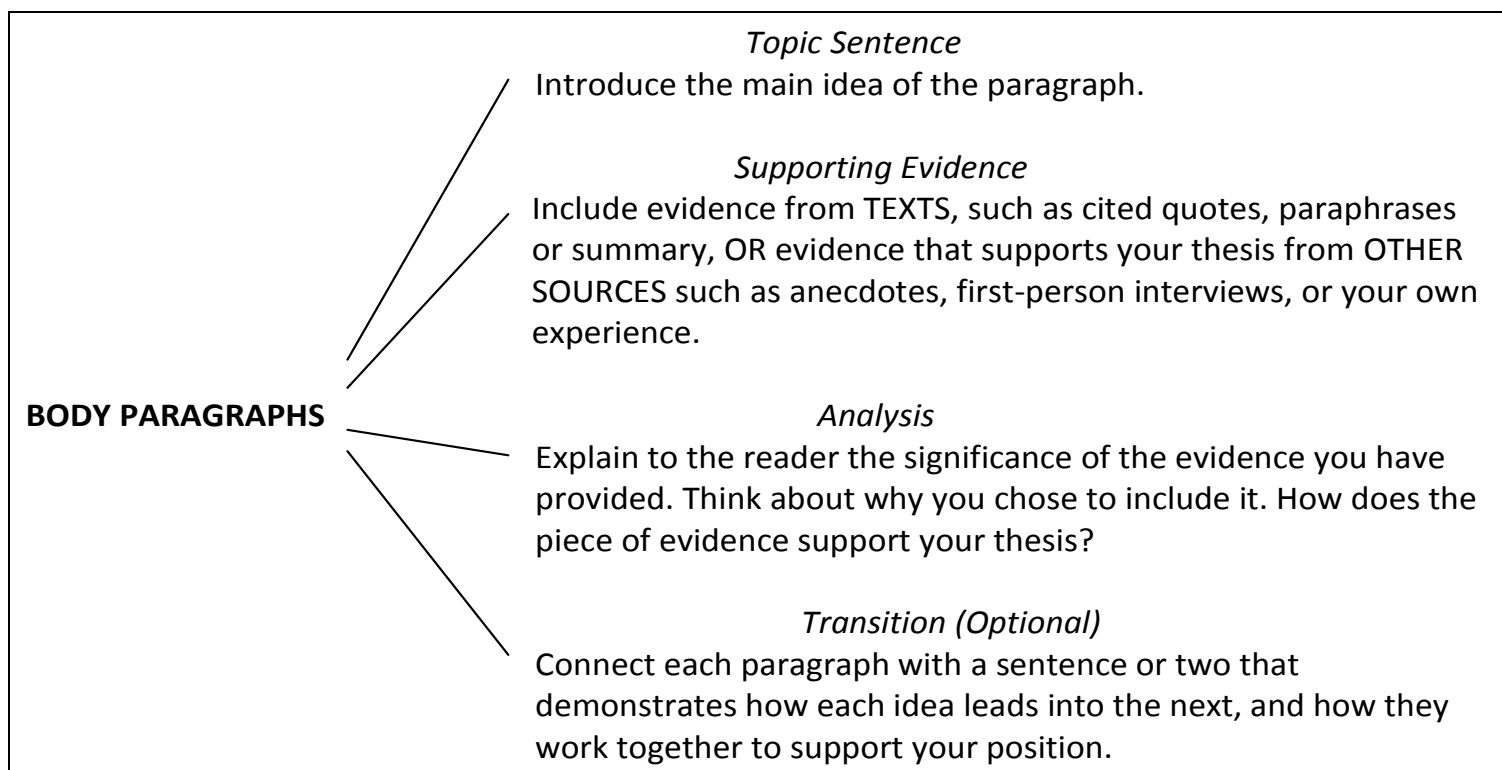 Topic Sentence
Introduce the main idea of the paragraph.
Supporting Evidence
Include evidence from TEXTS, such as cited quotes, paraphrases
or summary, OR evidence that supports your thesis from OTHER
SOURCES such as anecdotes, first-person interviews, or your own
experience.
BODY PARAGRAPHS
Analysis
Explain to the reader the significance of the evidence you have
provided. Think about why you chose to include it. How does the
piece of evidence support your thesis?
Transition (Optional)
Connect each paragraph with a sentence or two that
demonstrates how each idea leads into the next, and how they
work together to support your position.